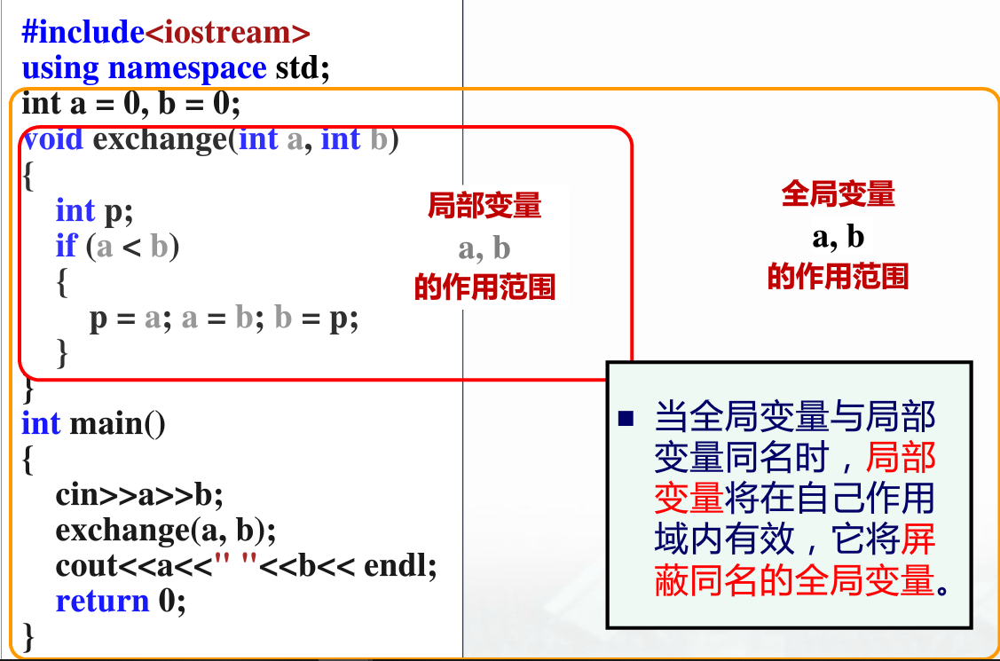 #include<iostream>
using namespace std;
int a = 0, b = 0;
void exchange(int a, int b)
{
int p;
if (a < b)
{
p = a; a = b; b = p;
}
}
int main()
{
cin>>a>>b;
exchange(a, b);
cout<<a<<" "<<b<< endl;
return 0;
}
局部变量
a, b
的作用范围
全局变量
a, b
的作用范围
■ 当全局变量与局部
变量同名时，局部
变量将在自己作用
域内有效，它将屏
蔽同名的全局变量。